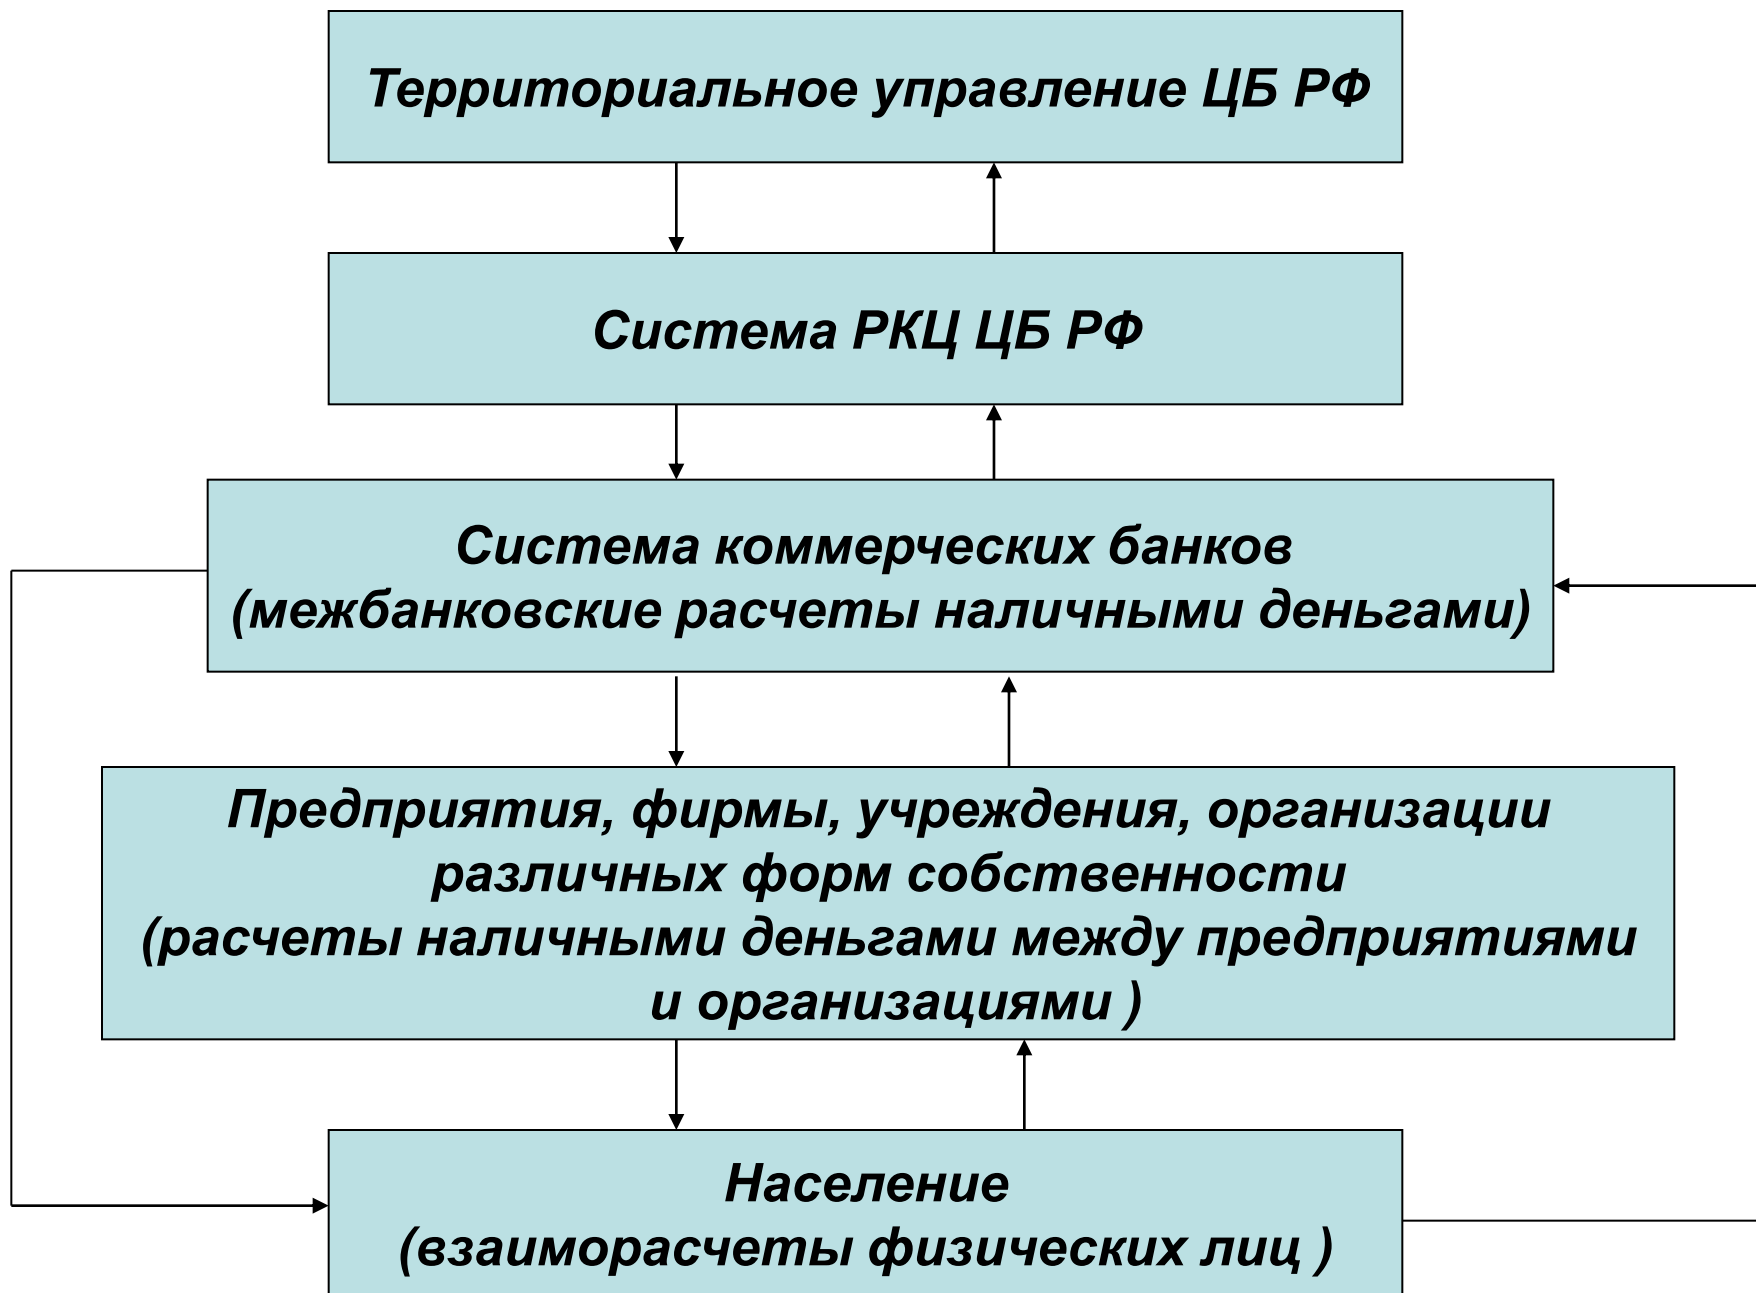 Территориальное управление ЦБ РФ
Система РКЦ ЦБ РФ
Система коммерческих банков
(межбанковские расчеты наличными деньгами)
Предприятия, фирмы, учреждения, организации
различных форм собственности
(расчеты наличными деньгами между предприятиями
и организациями )
Население
(взаиморасчеты физических лиц )